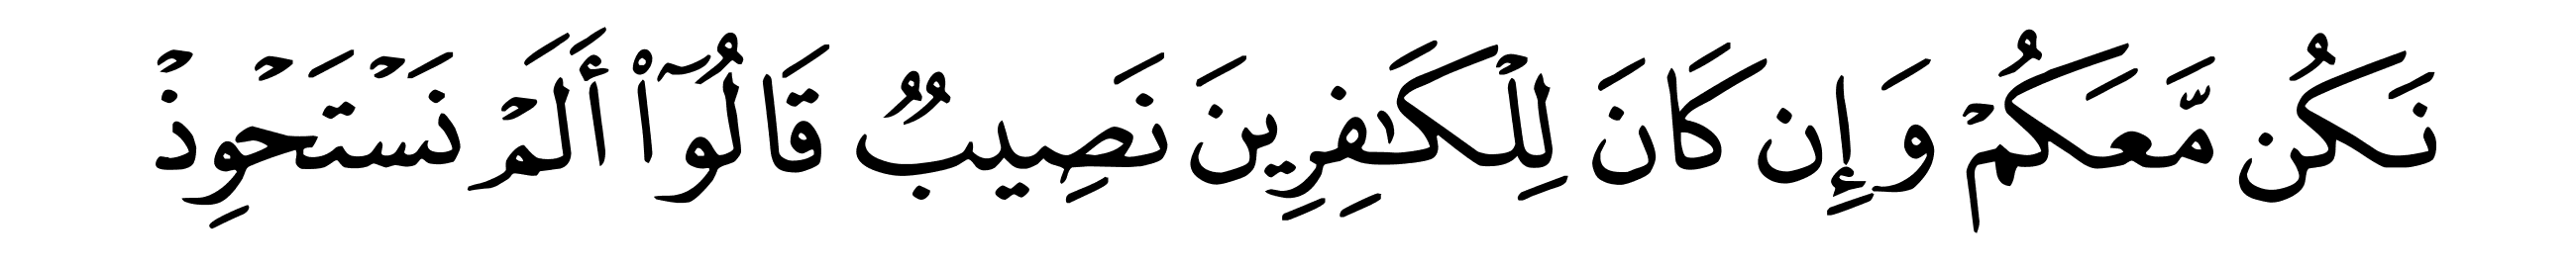 نَكُن مَّعَكُمْ وَإِن كَانَ لِلْكَٰفِرِينَ نَصِيبٌ قَالُوٓا۟ أَلَمْ نَسْتَحْوِذْ